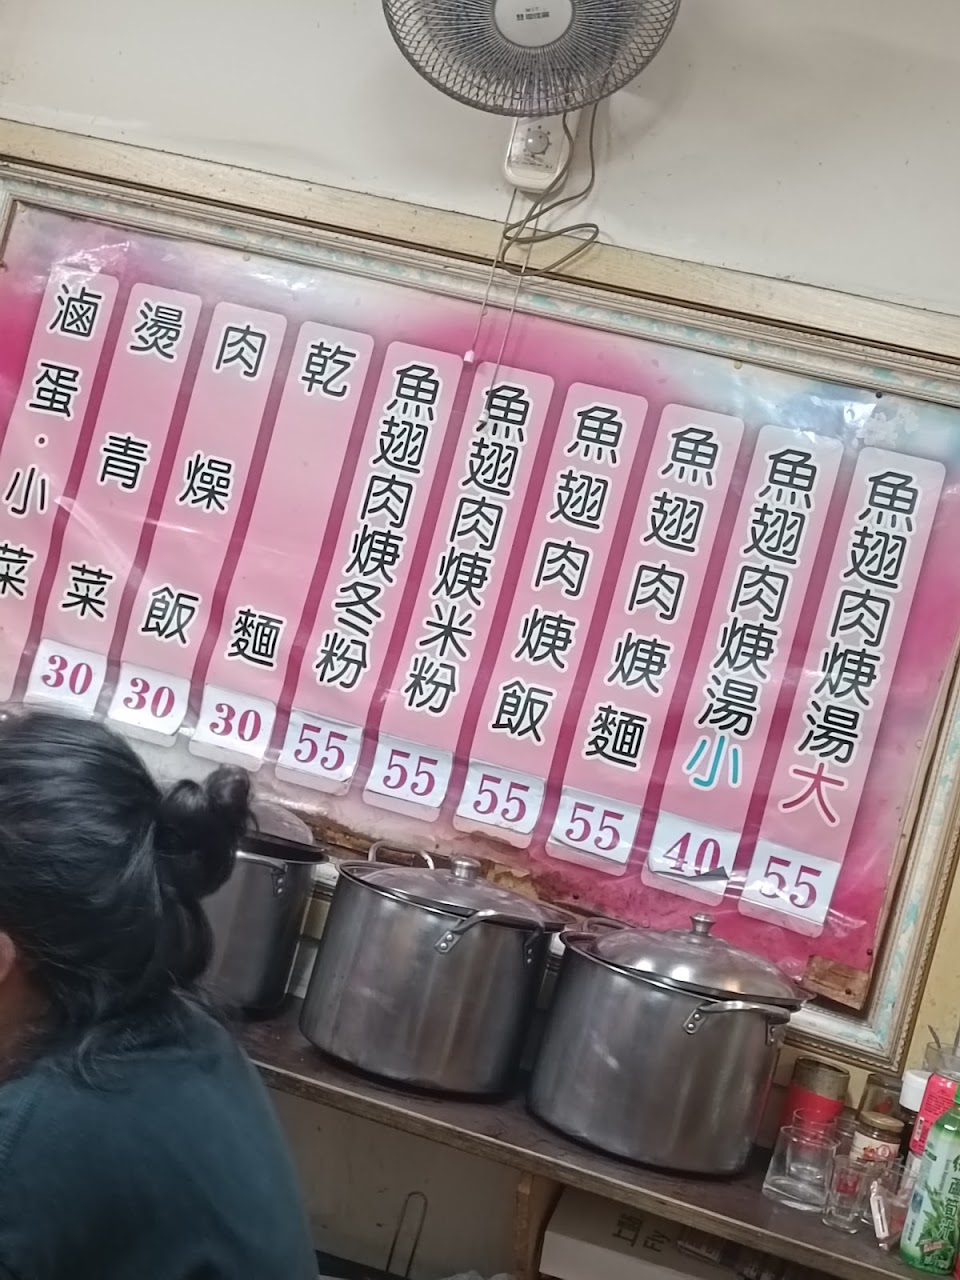 魚翅肉焿湯大 55
魚翅肉焿湯小 40
魚翅肉焿麵 55
魚翅肉焿飯 55
魚翅肉焿米粉 55
魚翅肉焿冬粉 55
乾麵 30
肉燥飯 30
燙青菜 30
滷蛋·小菜
Fly